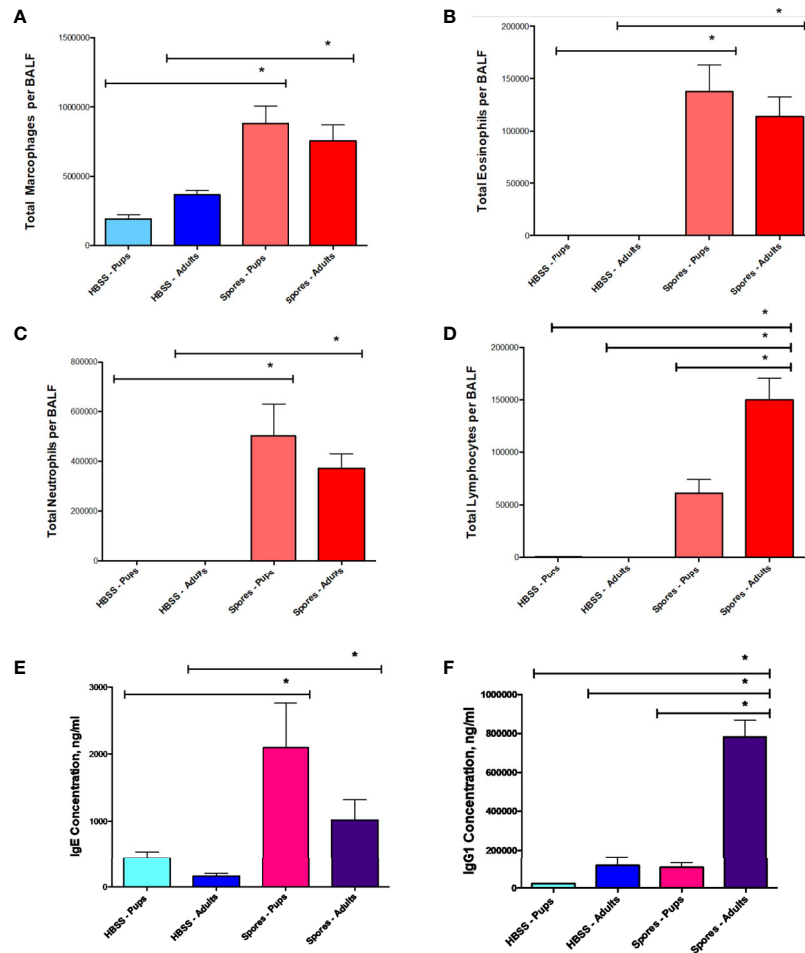 A
Total Marcophages per BALF
1500000
1000000
500000
0
*
*
HBSS - Pups
HBSS - Adults
Spores - Pups
Spores - Adults
B
Total Eosinophils per BALF
200000
150000
100000
50000
0
*
*
HBSS - Pups
HBSS - Adults
Spores - Pups
Spores - Adults
C
Total Neutrophils per BALF
800000
600000
400000
200000
0
*
*
HBSS - Pups
HBSS - Adults
Spores - Pups
Spores - Adults
D
Total Lymphocytes per BALF
200000
150000
100000
50000
0
*
*
*
HBSS - Pups
HBSS - Adults
Spores - Pups
Spores - Adults
E
IgE Concentration, ng/ml
3000
2000
1000
0
*
*
HBSS - Pups
HBSS - Adults
Spores - Pups
Spores - Adults
F
IgG1 Concentration, ng/ml
1000000
800000
600000
400000
200000
0
*
*
*
HBSS - Pups
HBSS - Adults
Spores - Pups
Spores - Adults